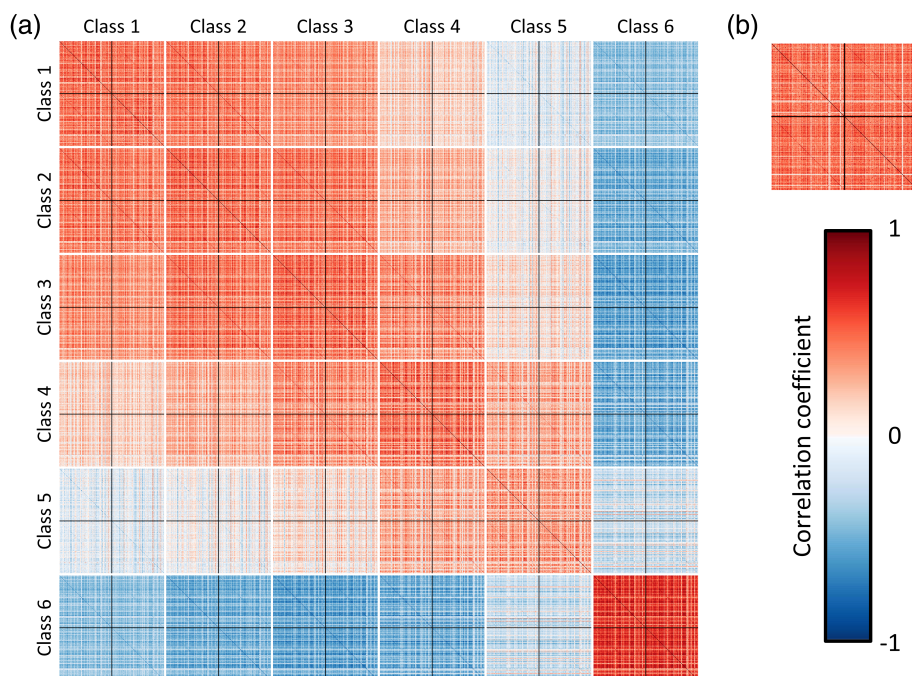 (a)
Class 1 Class 2 Class 3 Class 4 Class 5 Class 6
(b)
Class 1
Class 2
Class 3
Class 4
Class 5
Class 6
Correlation coefficient
1
0
-1